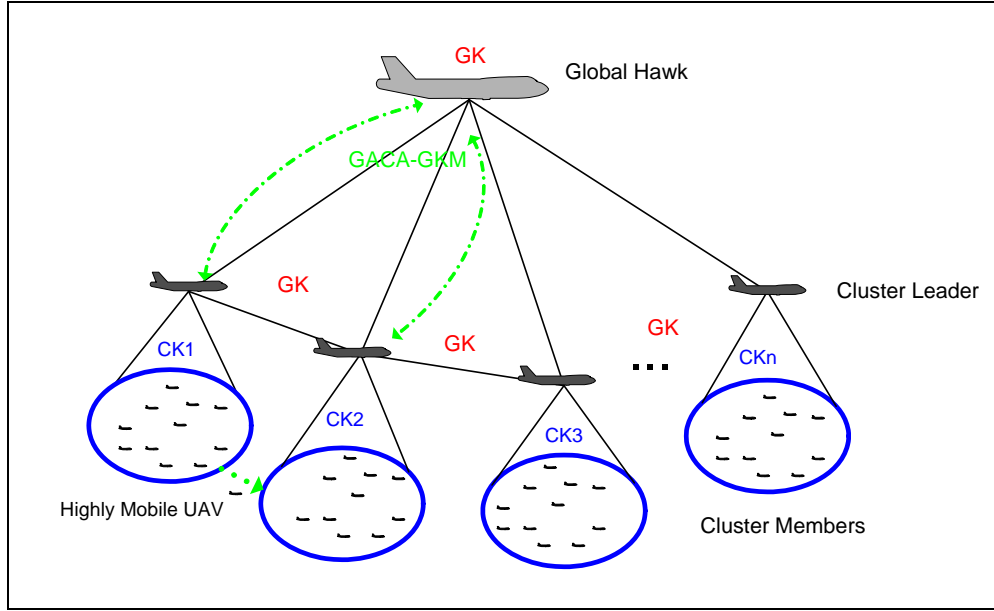 GK
Global Hawk
GACA-GKM
GK
Cluster Leader
GK
GK
CK1
CKn
...
CK2
CK3
Highly Mobile UAV
Cluster Members